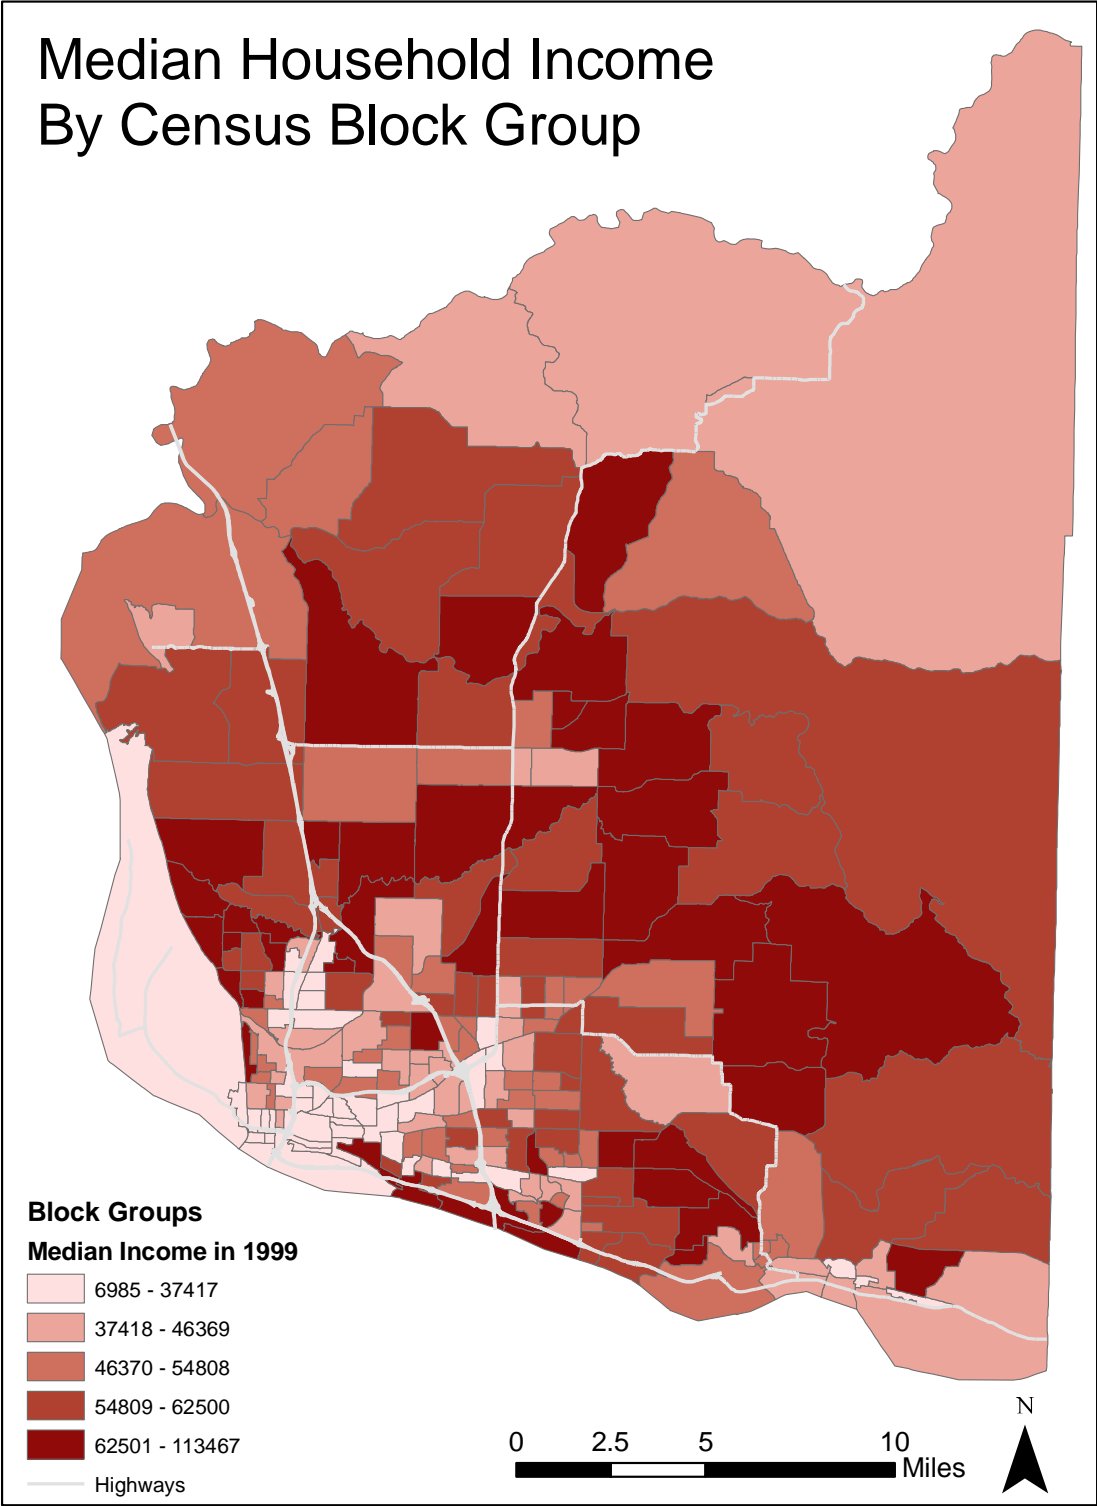 Median Household Income
By Census Block Group
Block Groups
Median Income in 1999
6985 - 37417
37418 - 46369
46370 - 54808
54809 - 62500
62501 - 113467
Highways
0 2.5 5 10
Miles
N